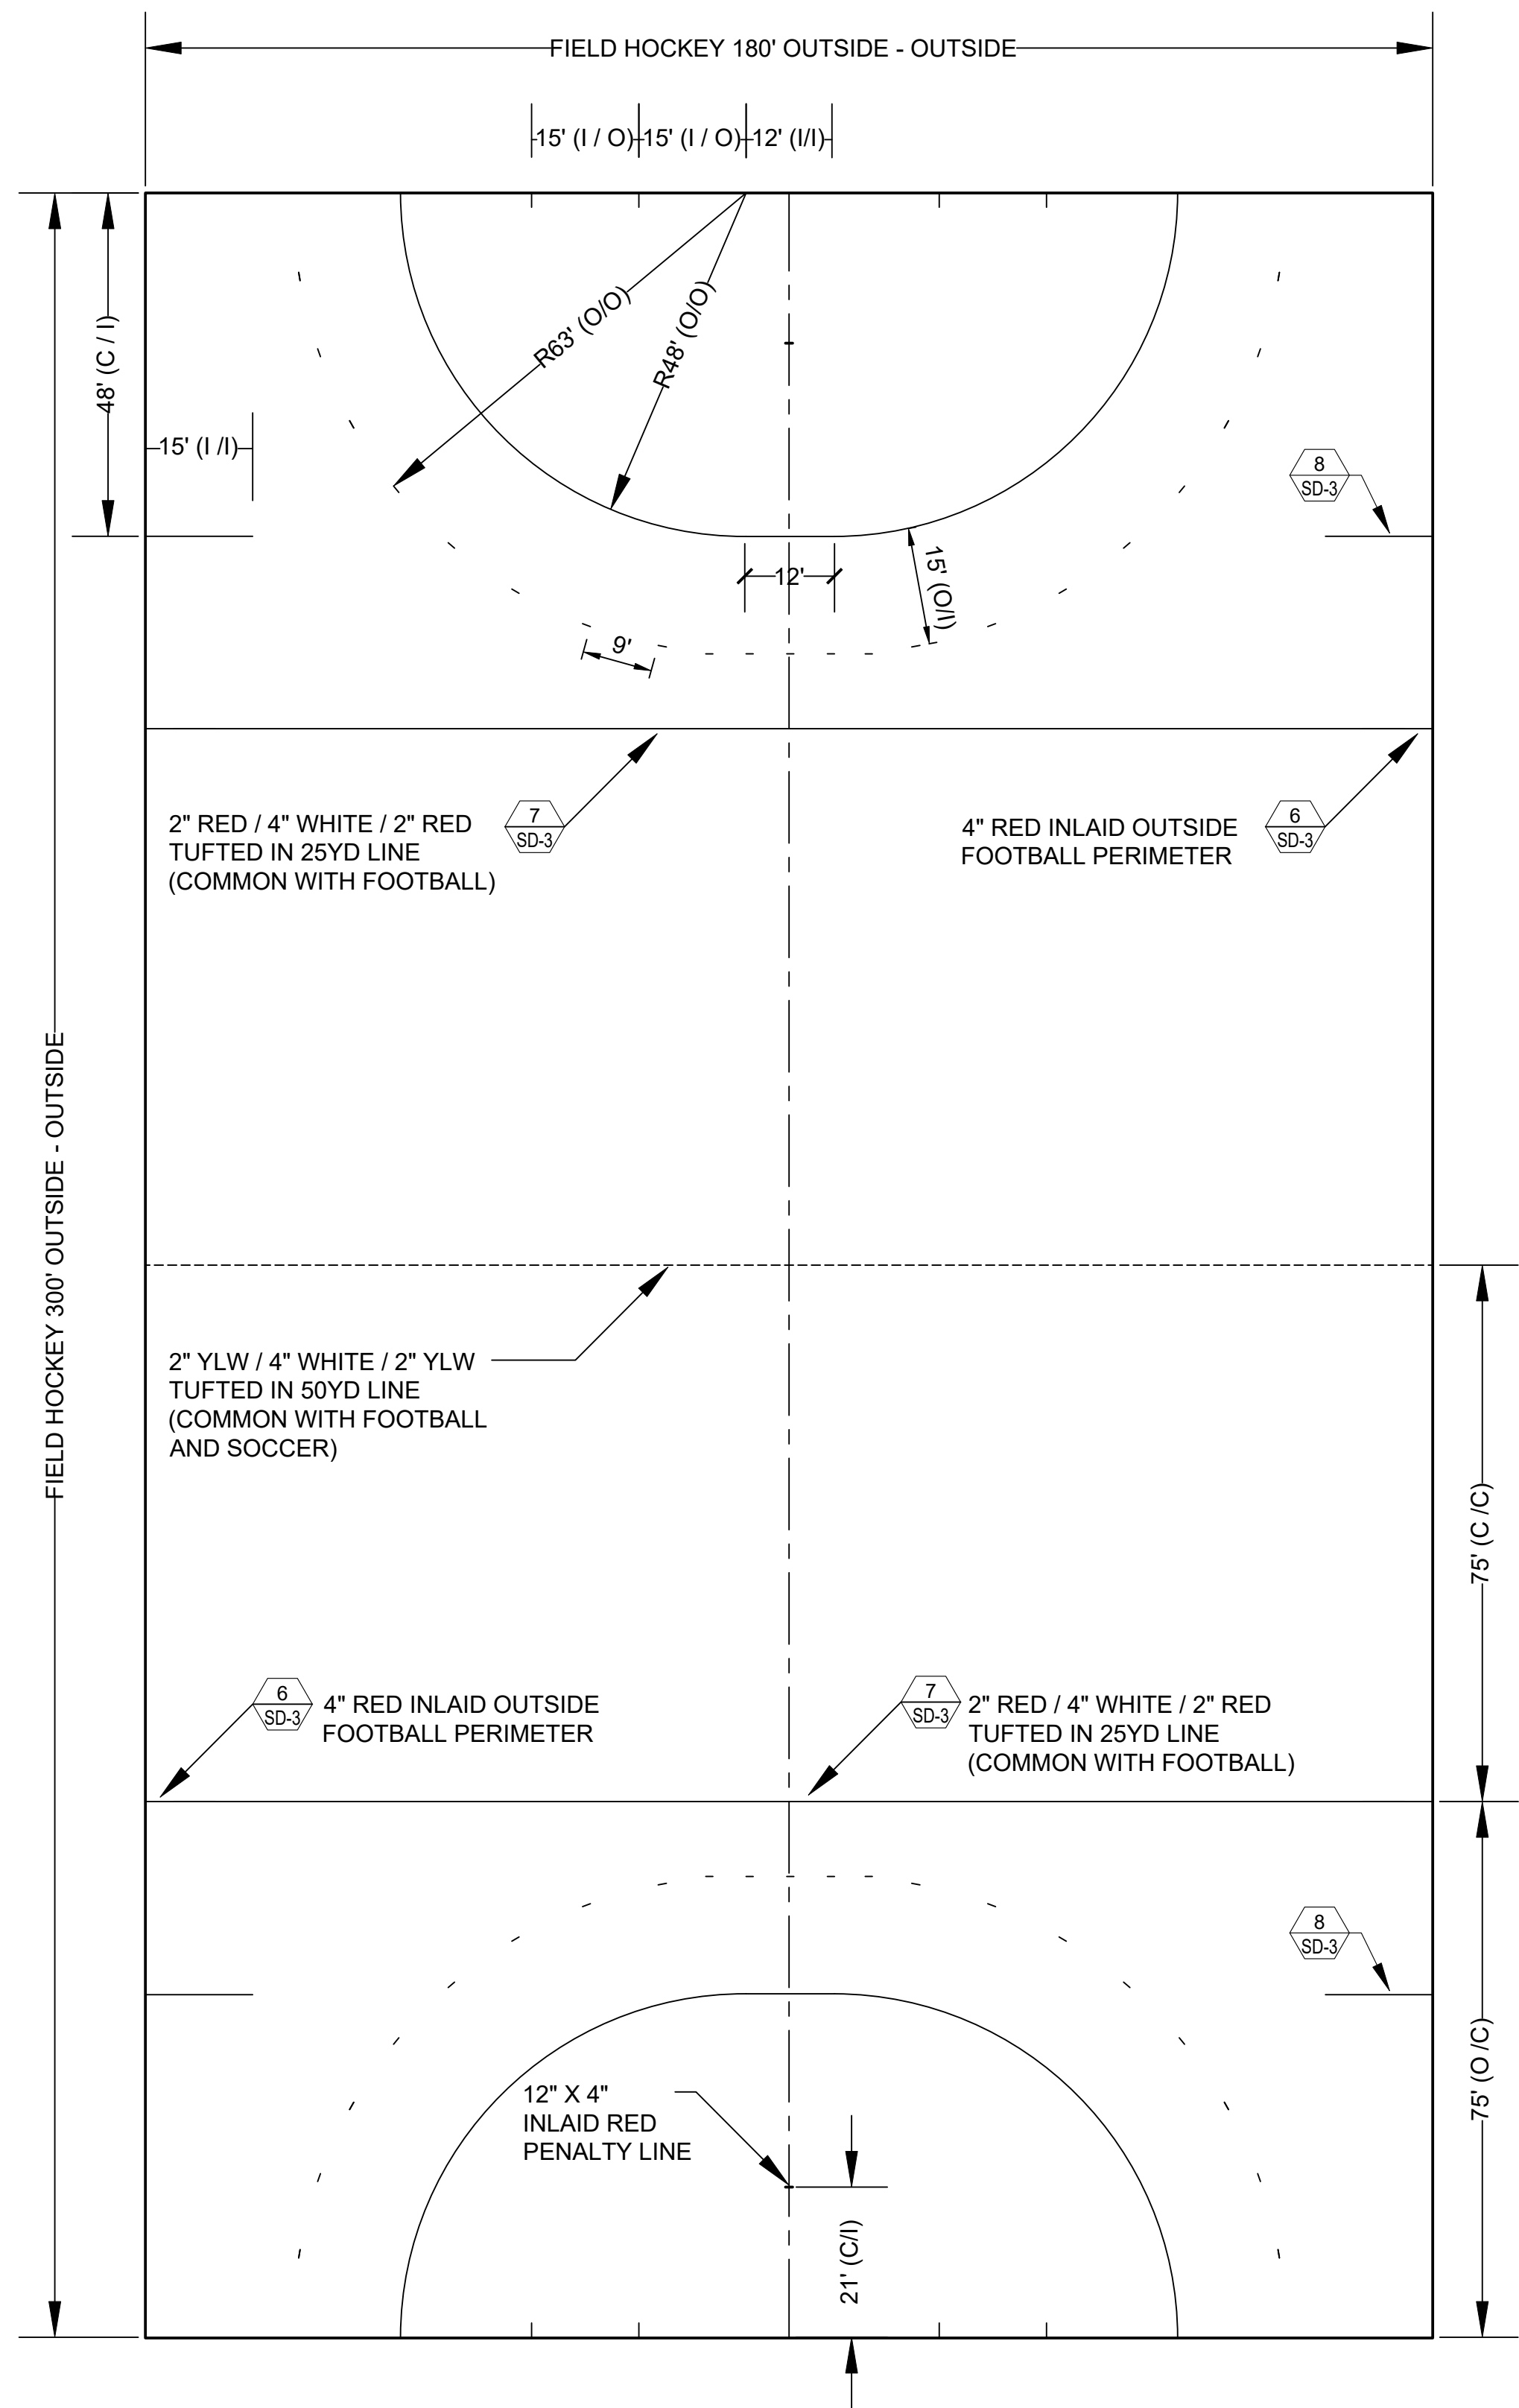 FIELD HOCKEY 180' OUTSIDE - OUTSIDE
15' (I / O)
15' (I / O)
12' (I/I)
48' (C / I)
R63' (O/O)
R48' (O/O)
15' (I /I)
8
SD-3
12'
15' (O/I)
9'
2" RED / 4" WHITE / 2" RED
TUFTED IN 25YD LINE
(COMMON WITH FOOTBALL)
7
SD-3
4" RED INLAID OUTSIDE
FOOTBALL PERIMETER
6
SD-3
FIELD HOCKEY 300' OUTSIDE - OUTSIDE
2" YLW / 4" WHITE / 2" YLW
TUFTED IN 50YD LINE
(COMMON WITH FOOTBALL
AND SOCCER)
75' (C /C)
6
SD-3
4" RED INLAID OUTSIDE
FOOTBALL PERIMETER
7
SD-3
2" RED / 4" WHITE / 2" RED
TUFTED IN 25YD LINE
(COMMON WITH FOOTBALL)
8
SD-3
75' (O /C)
12" X 4"
INLAID RED
PENALTY LINE
21' (C/I)